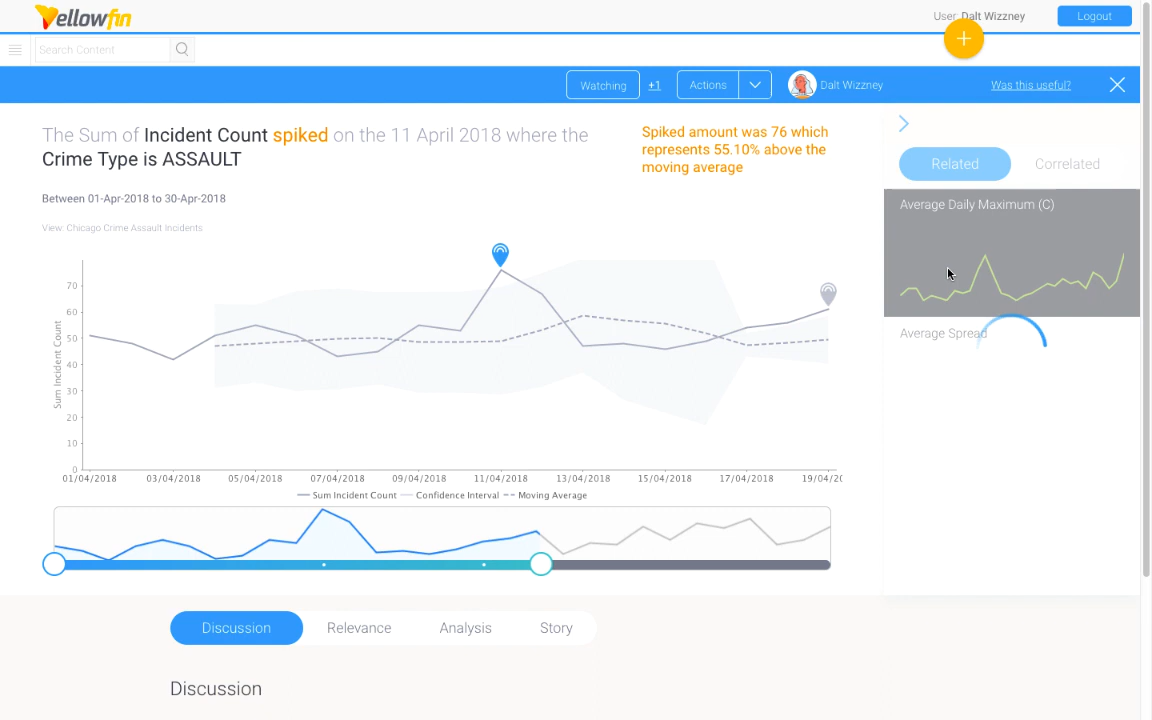 Yellowfin
User: Dalt Wizzney
Logout
Search Content
Watching
+1
Actions
Dalt Wizzney
Was this useful?
The Sum of Incident Count spiked on the 11 April 2018 where the
Crime Type is ASSAULT
Spiked amount was 76 which
represents 55.10% above the
moving average
Between 01-Apr-2018 to 30-Apr-2018
View: Chicago Crime Assault Incidents
Related
Correlated
Average Daily Maximum (C)
Average Spread
Sum Incident Count
70
60
50
40
30
20
10
0
01/04/2018 03/04/2018 05/04/2018 07/04/2018 09/04/2018 11/04/2018 13/04/2018 15/04/2018 17/04/2018 19/04/20
Sum Incident Count Confidence Interval Moving Average
Discussion
Relevance
Analysis
Story
Discussion